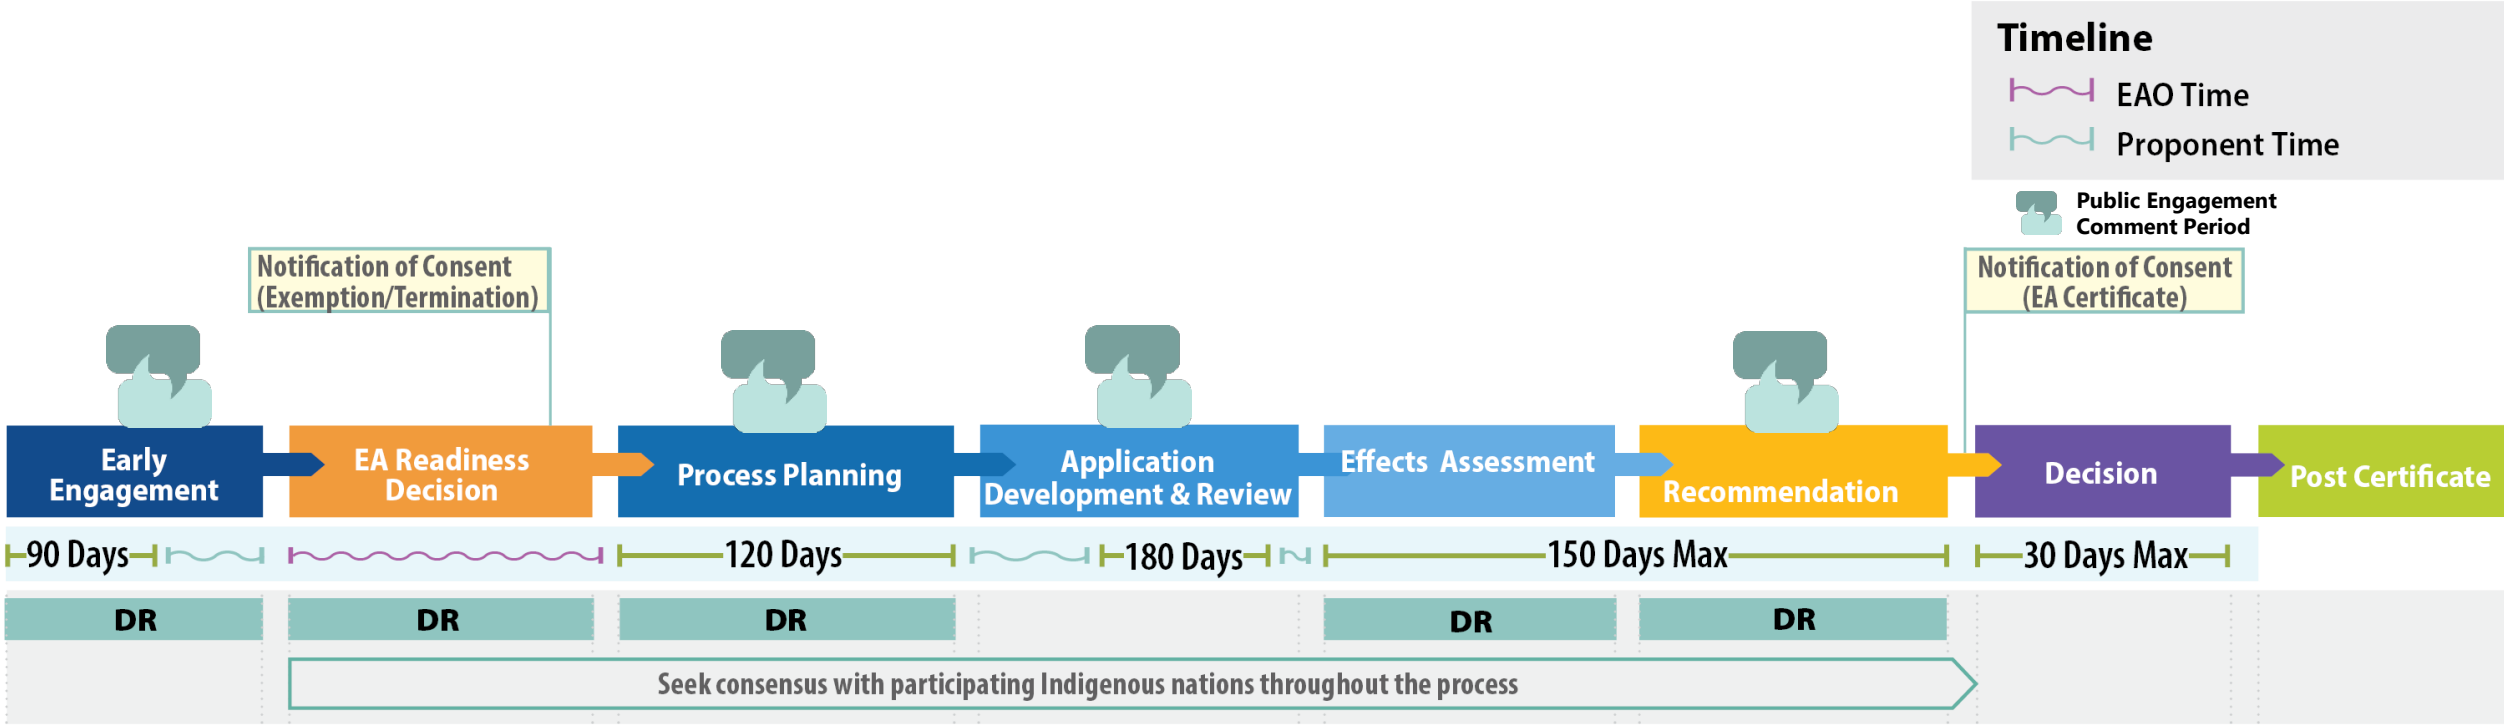 Timeline
EAO Time
Proponent Time
Public Engagement
Comment Period
Notification of Consent
(Exemption/Termination)
Notification of Consent
(EA Certificate)
Early
Engagement
EA Readiness
Decision
Process Planning
Application
Development & Review
Effects Assessment
Recommendation
Decision
Post Certificate
90 Days
120 Days
180 Days
150 Days Max
30 Days Max
DR
DR
DR
DR
DR
Seek consensus with participating Indigenous nations throughout the process